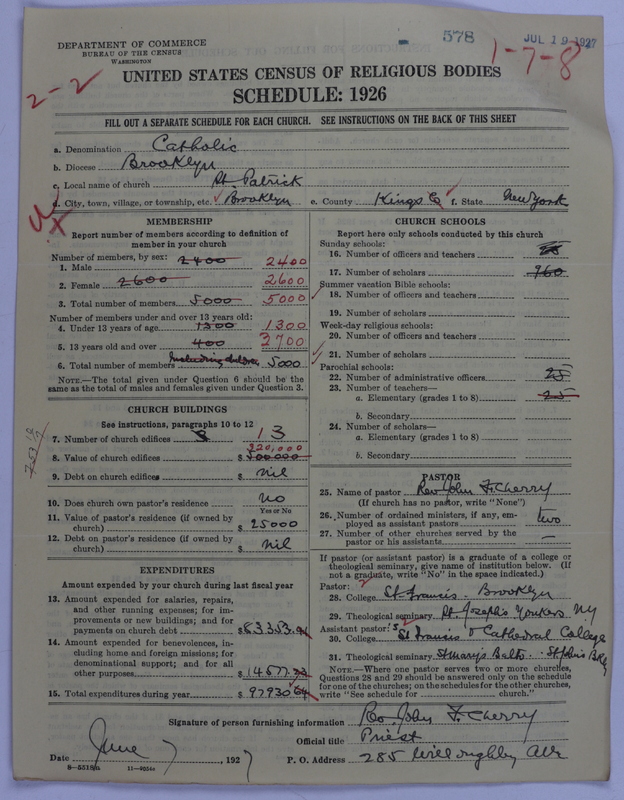 578
JUL 19 1927
1-7-8
2-2
DEPARTMENT OF COMMERCE
BUREAU OF THE CENSUS
WASHINGTON
UNITED STATES CENSUS OF RELIGIOUS BODIES
SCHEDULE: 1926
FILL OUT A SEPARATE SCHEDULE FOR EACH CHURCH. SEE INSTRUCTIONS ON THE BACK OF THIS SHEET
a. Denomination Catholic
b. Diocese Brooklyn
c. Local name of church St. Patrick
d. City, town, village, or township, etc. Brooklyn e. County Kings Co f. State New York
MEMBERSHIP
Report number of members according to definition of
member in your church
Number of members, by sex:
1. Male 2400 2400
2. Female 2600 2600
3. Total number of members 5000 5000
Number of members under and over 13 years old:
4. Under 13 years of age 1300 1300
5. 13 years old and over 400 3700
6. Total number of members Including children 5000
NOTE.—The total given under Question 6 should be the
same as the total of males and females given under Question 3.
CHURCH BUILDINGS
See instructions, paragraphs 10 to 12
7. Number of church edifices 3
8. Value of church edifices $
9. Debt on church edifices $ nil
10. Does church own pastor's residence no
Yes or No
11. Value of pastor's residence (if owned by
church) $ 25000
12. Debt on pastor's residence (if owned by
church) $ nil
EXPENDITURES
Amount expended by your church during last fiscal year
13. Amount expended for salaries, repairs,
and other running expenses; for im-
provements or new buildings; and for
payments on church debt $ 83353.
14. Amount expended for benevolences, in-
cluding home and foreign missions; for
denominational support; and for all
other purposes $ 14577.
15. Total expenditures during year $ 97930
CHURCH SCHOOLS
Report here only schools conducted by this church
Sunday schools:
16. Number of officers and teachers
17. Number of scholars 960
Summer vacation Bible schools:
18. Number of officers and teachers
19. Number of scholars
Week-day religious schools:
20. Number of officers and teachers
21. Number of scholars
Parochial schools:
22. Number of administrative officers 25
23. Number of teachers—
a. Elementary (grades 1 to 8) 25
b. Secondary
24. Number of scholars—
a. Elementary (grades 1 to 8)
b. Secondary
PASTOR
25. Name of pastor Rev John F. Cherry
(If church has no pastor, write "None")
26. Number of ordained ministers, if any, em-
ployed as assistant pastors two
27. Number of other churches served by the
pastor or his assistants —
If pastor (or assistant pastor) is a graduate of a college or
theological seminary, give name of institution below. (If
not a graduate, write "No" in the space indicated.)
Pastor:
28. College St Francis Brooklyn
29. Theological seminary St. Josephs Yonkers NY
Assistant pastor:
30. College St Francis & Cathedral College
31. Theological seminary St Marys Balto. St Johns Bkly
NOTE.—Where one pastor serves two or more churches,
Questions 28 and 29 should be answered only on the schedule
for one of the churches; on the schedules for the other churches,
write "See schedule for church."
Signature of person furnishing information Rev. John F. Cherry
Official title Priest
Date June 7, 1927 P. O. Address 285 Willoughby Ave
8—5518a 11—9554a